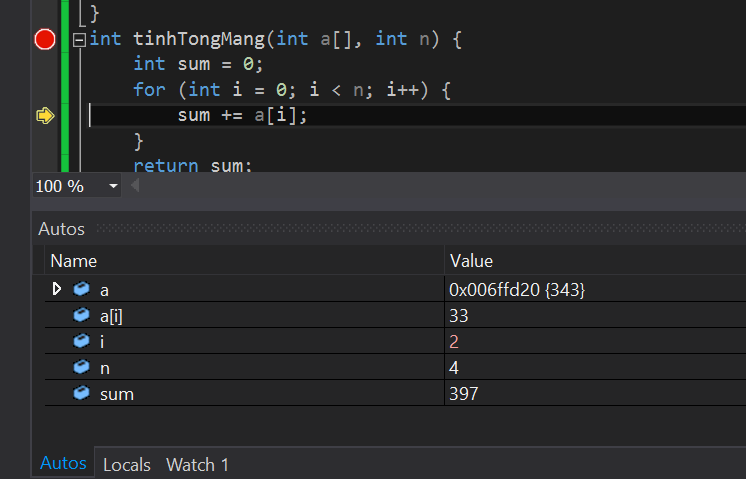 }
int tinhTongMang(int a[], int n) {
int sum = 0;
for (int i = 0; i < n; i++) {
sum += a[i];
}
return sum;
100 %
Autos
Name Value
a 0x006ffd20 {343}
a[i] 33
i 2
n 4
sum 397
Autos Locals Watch 1